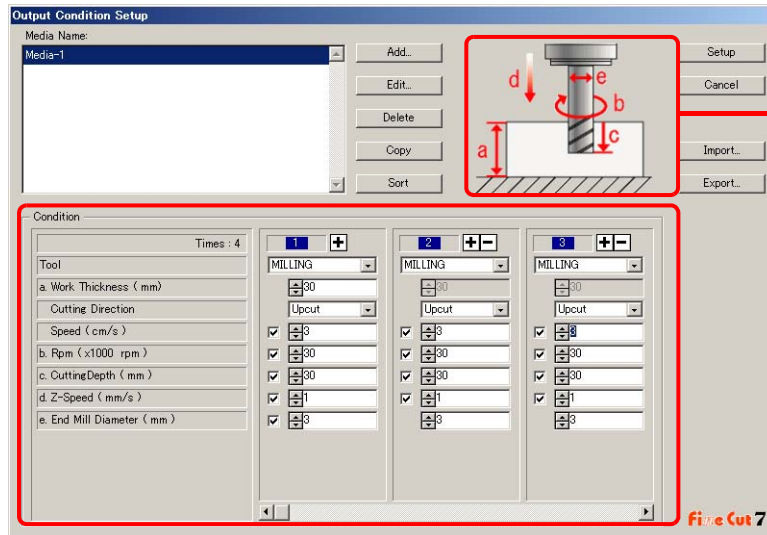 Output Condition Setup
Media Name:
Media-1
Add...
Edit...
Delete
Copy
Sort
d
e
b
a
c
Setup
Cancel
Import...
Export...
Condition
Times : 4 1 + 2 + − 3 + −
Tool MILLING MILLING MILLING
a. Work Thickness ( mm) 30 30 30
Cutting Direction Upcut Upcut Upcut
Speed ( cm/s ) 3 3 3
b. Rpm ( x1000 rpm ) 30 30 30
c. CuttingDepth ( mm ) 30 30 30
d. Z-Speed ( mm/s ) 1 1 1
e. End Mill Diameter ( mm ) 3 3 3
Fine Cut 7